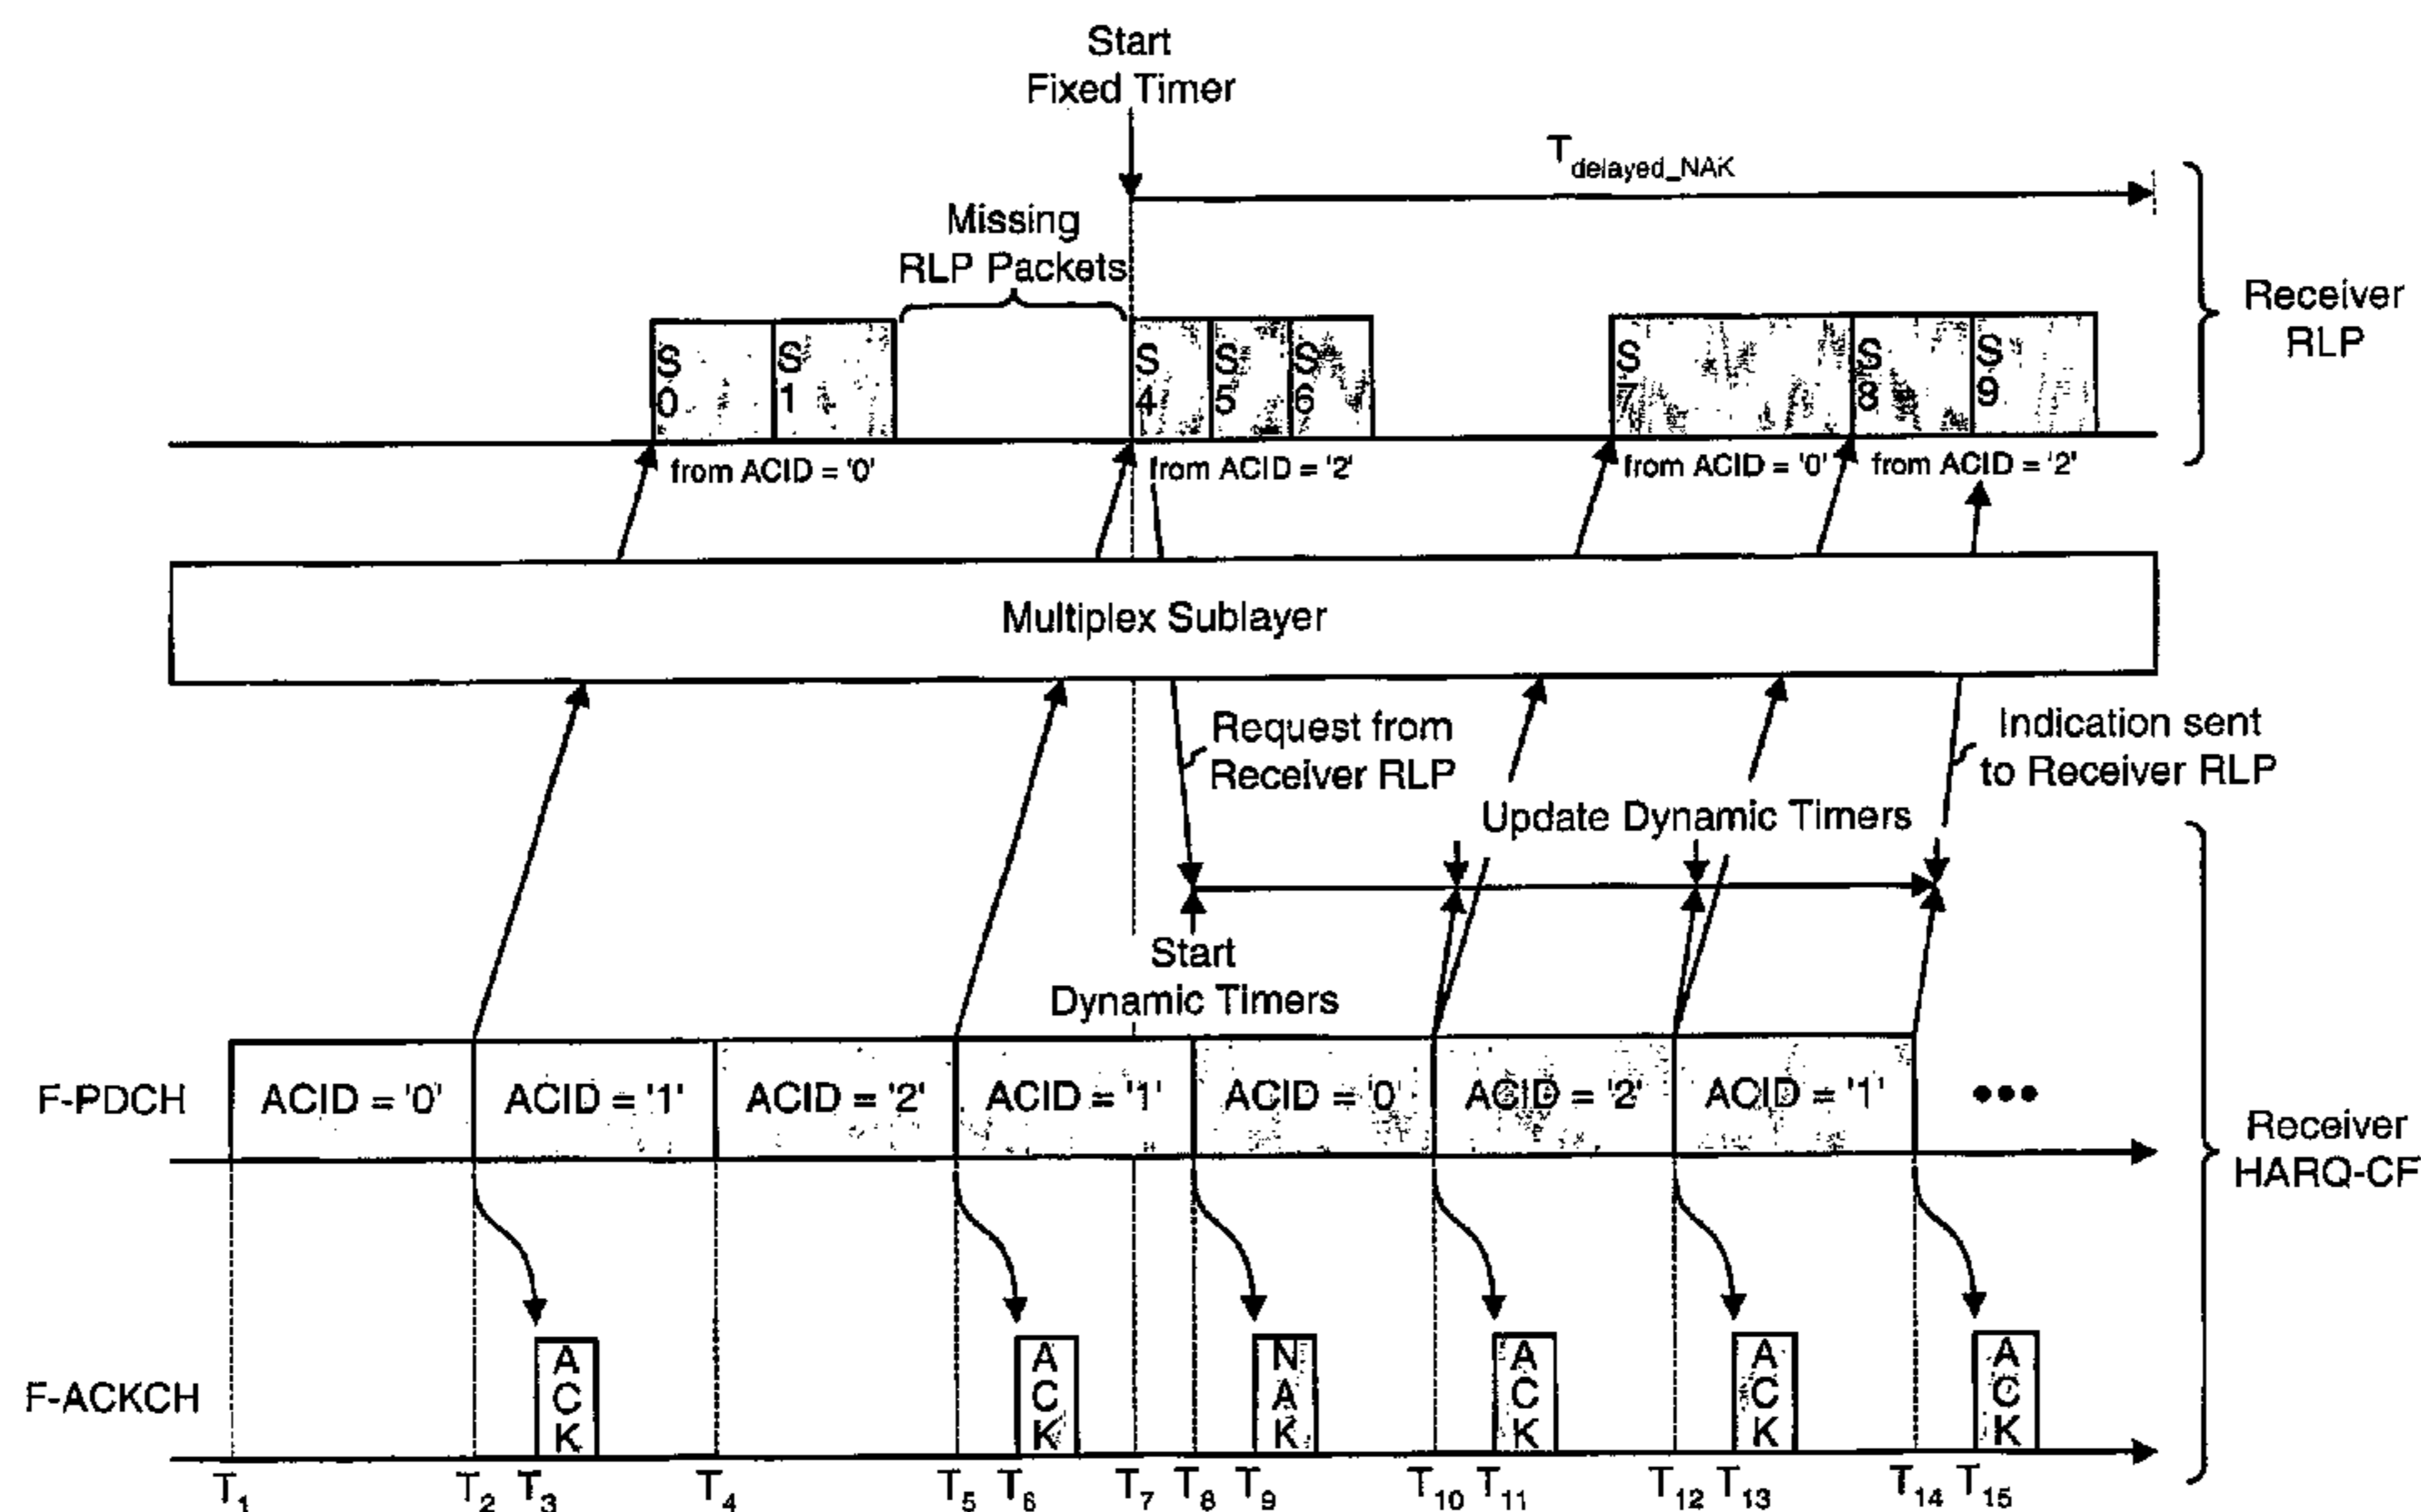 Start
Fixed Timer
T delayed_NAK
Missing
RLP Packets
Receiver
RLP
S 0
S 1
S 4
S 5
S 6
S 7
S 8
S 9
from ACID = '0'
from ACID = '2'
from ACID = '0'
from ACID = '2'
Multiplex Sublayer
Request from
Receiver RLP
Indication sent
to Receiver RLP
Update Dynamic Timers
Start
Dynamic Timers
F-PDCH
ACID = '0'
ACID = '1'
ACID = '2'
ACID = '1'
ACID = '0'
ACID = '2'
ACID = '1'
•••
Receiver
HARQ-CF
F-ACKCH
ACK
ACK
NAK
ACK
ACK
ACK
T1 T2 T3 T4 T5 T6 T7 T8 T9 T10 T11 T12 T13 T14 T15